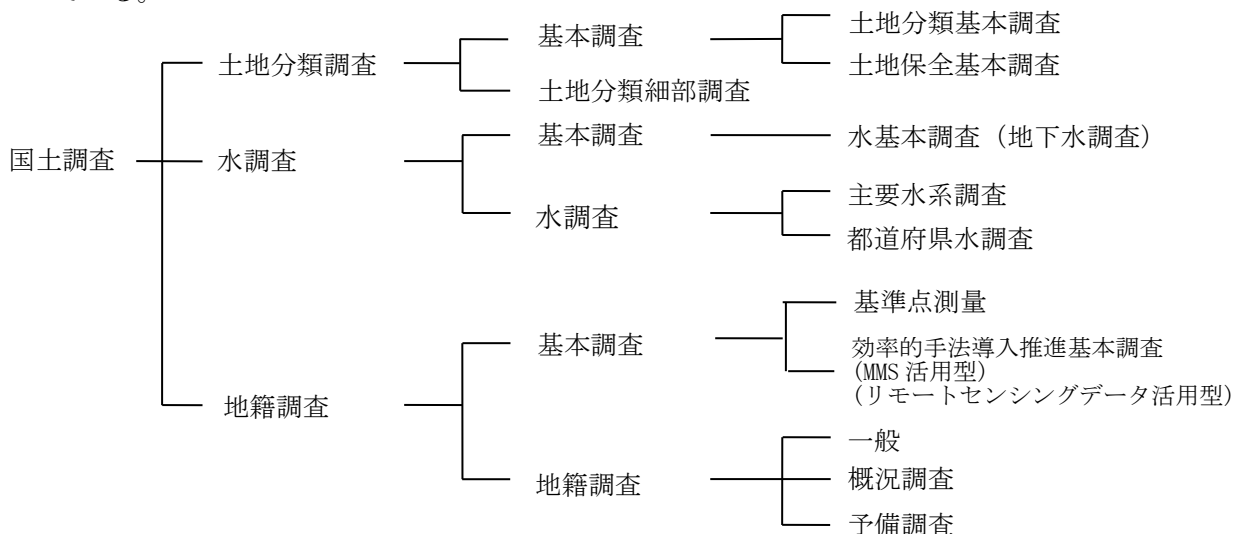 基本調査
土地分類基本調査
土地分類調査
土地保全基本調査
土地分類細部調査
基本調査
水基本調査（地下水調査）
国土調査
水調査
主要水系調査
水調査
都道府県水調査
基準点測量
基本調査
効率的手法導入推進基本調査
(MMS 活用型)
(リモートセンシングデータ活用型)
地籍調査
一般
地籍調査
概況調査
予備調査